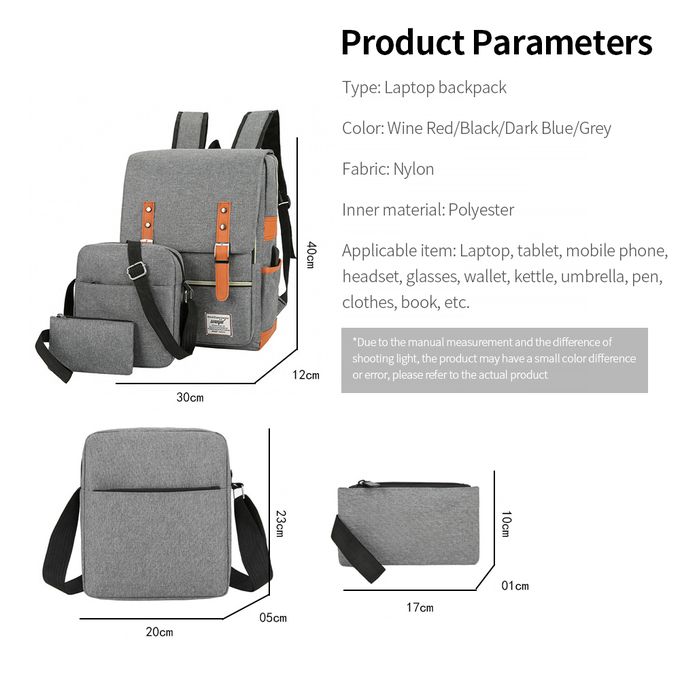 Product Parameters
Type: Laptop backpack
Color: Wine Red/Black/Dark Blue/Grey
Fabric: Nylon
Inner material: Polyester
Applicable item: Laptop, tablet, mobile phone,
headset, glasses, wallet, kettle, umbrella, pen,
clothes, book, etc.
*Due to the manual measurement and the difference of
shooting light, the product may have a small color difference
or error, please refer to the actual product
40cm
12cm
30cm
23cm
05cm
20cm
10cm
01cm
17cm